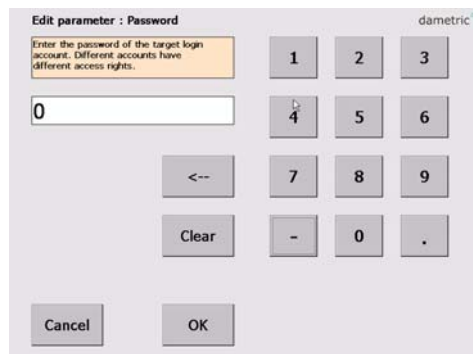 Edit parameter : Password
dametric
Enter the password of the target login
account. Different accounts have
different access rights.
1 2 3
0
4 5 6
<-- 7 8 9
Clear - 0 .
Cancel OK